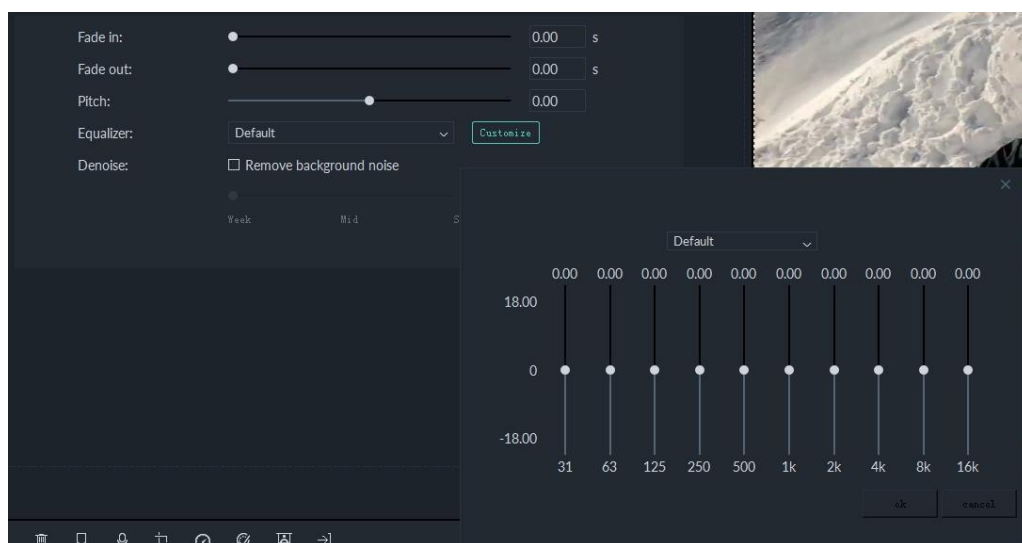 Fade in: 0.00 s
Fade out: 0.00 s
Pitch: 0.00
Equalizer: Default Customize
Denoise: Remove background noise
Week Mid S
Default
0.00 0.00 0.00 0.00 0.00 0.00 0.00 0.00 0.00 0.00
18.00
0
-18.00
31 63 125 250 500 1k 2k 4k 8k 16k
ok cancel